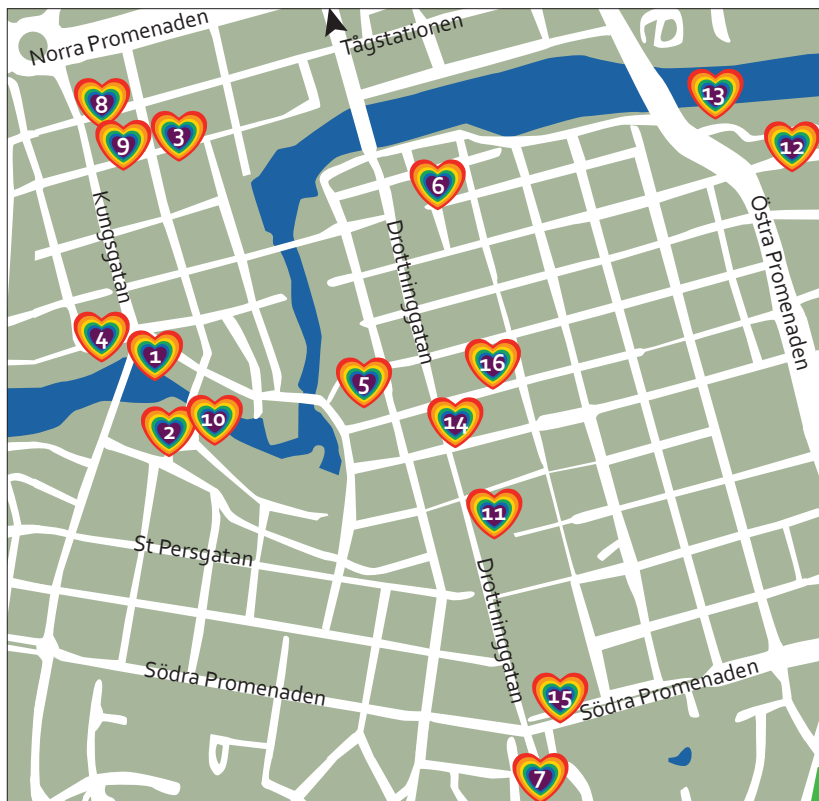 Norra Promenaden
Tågstationen
8
13
3
9
12
6
Kungsgatan
Östra Promenaden
Drottninggatan
4
1
16
5
10
14
2
11
St Persgatan
Drottninggatan
Södra Promenaden
15
Södra Promenaden
7